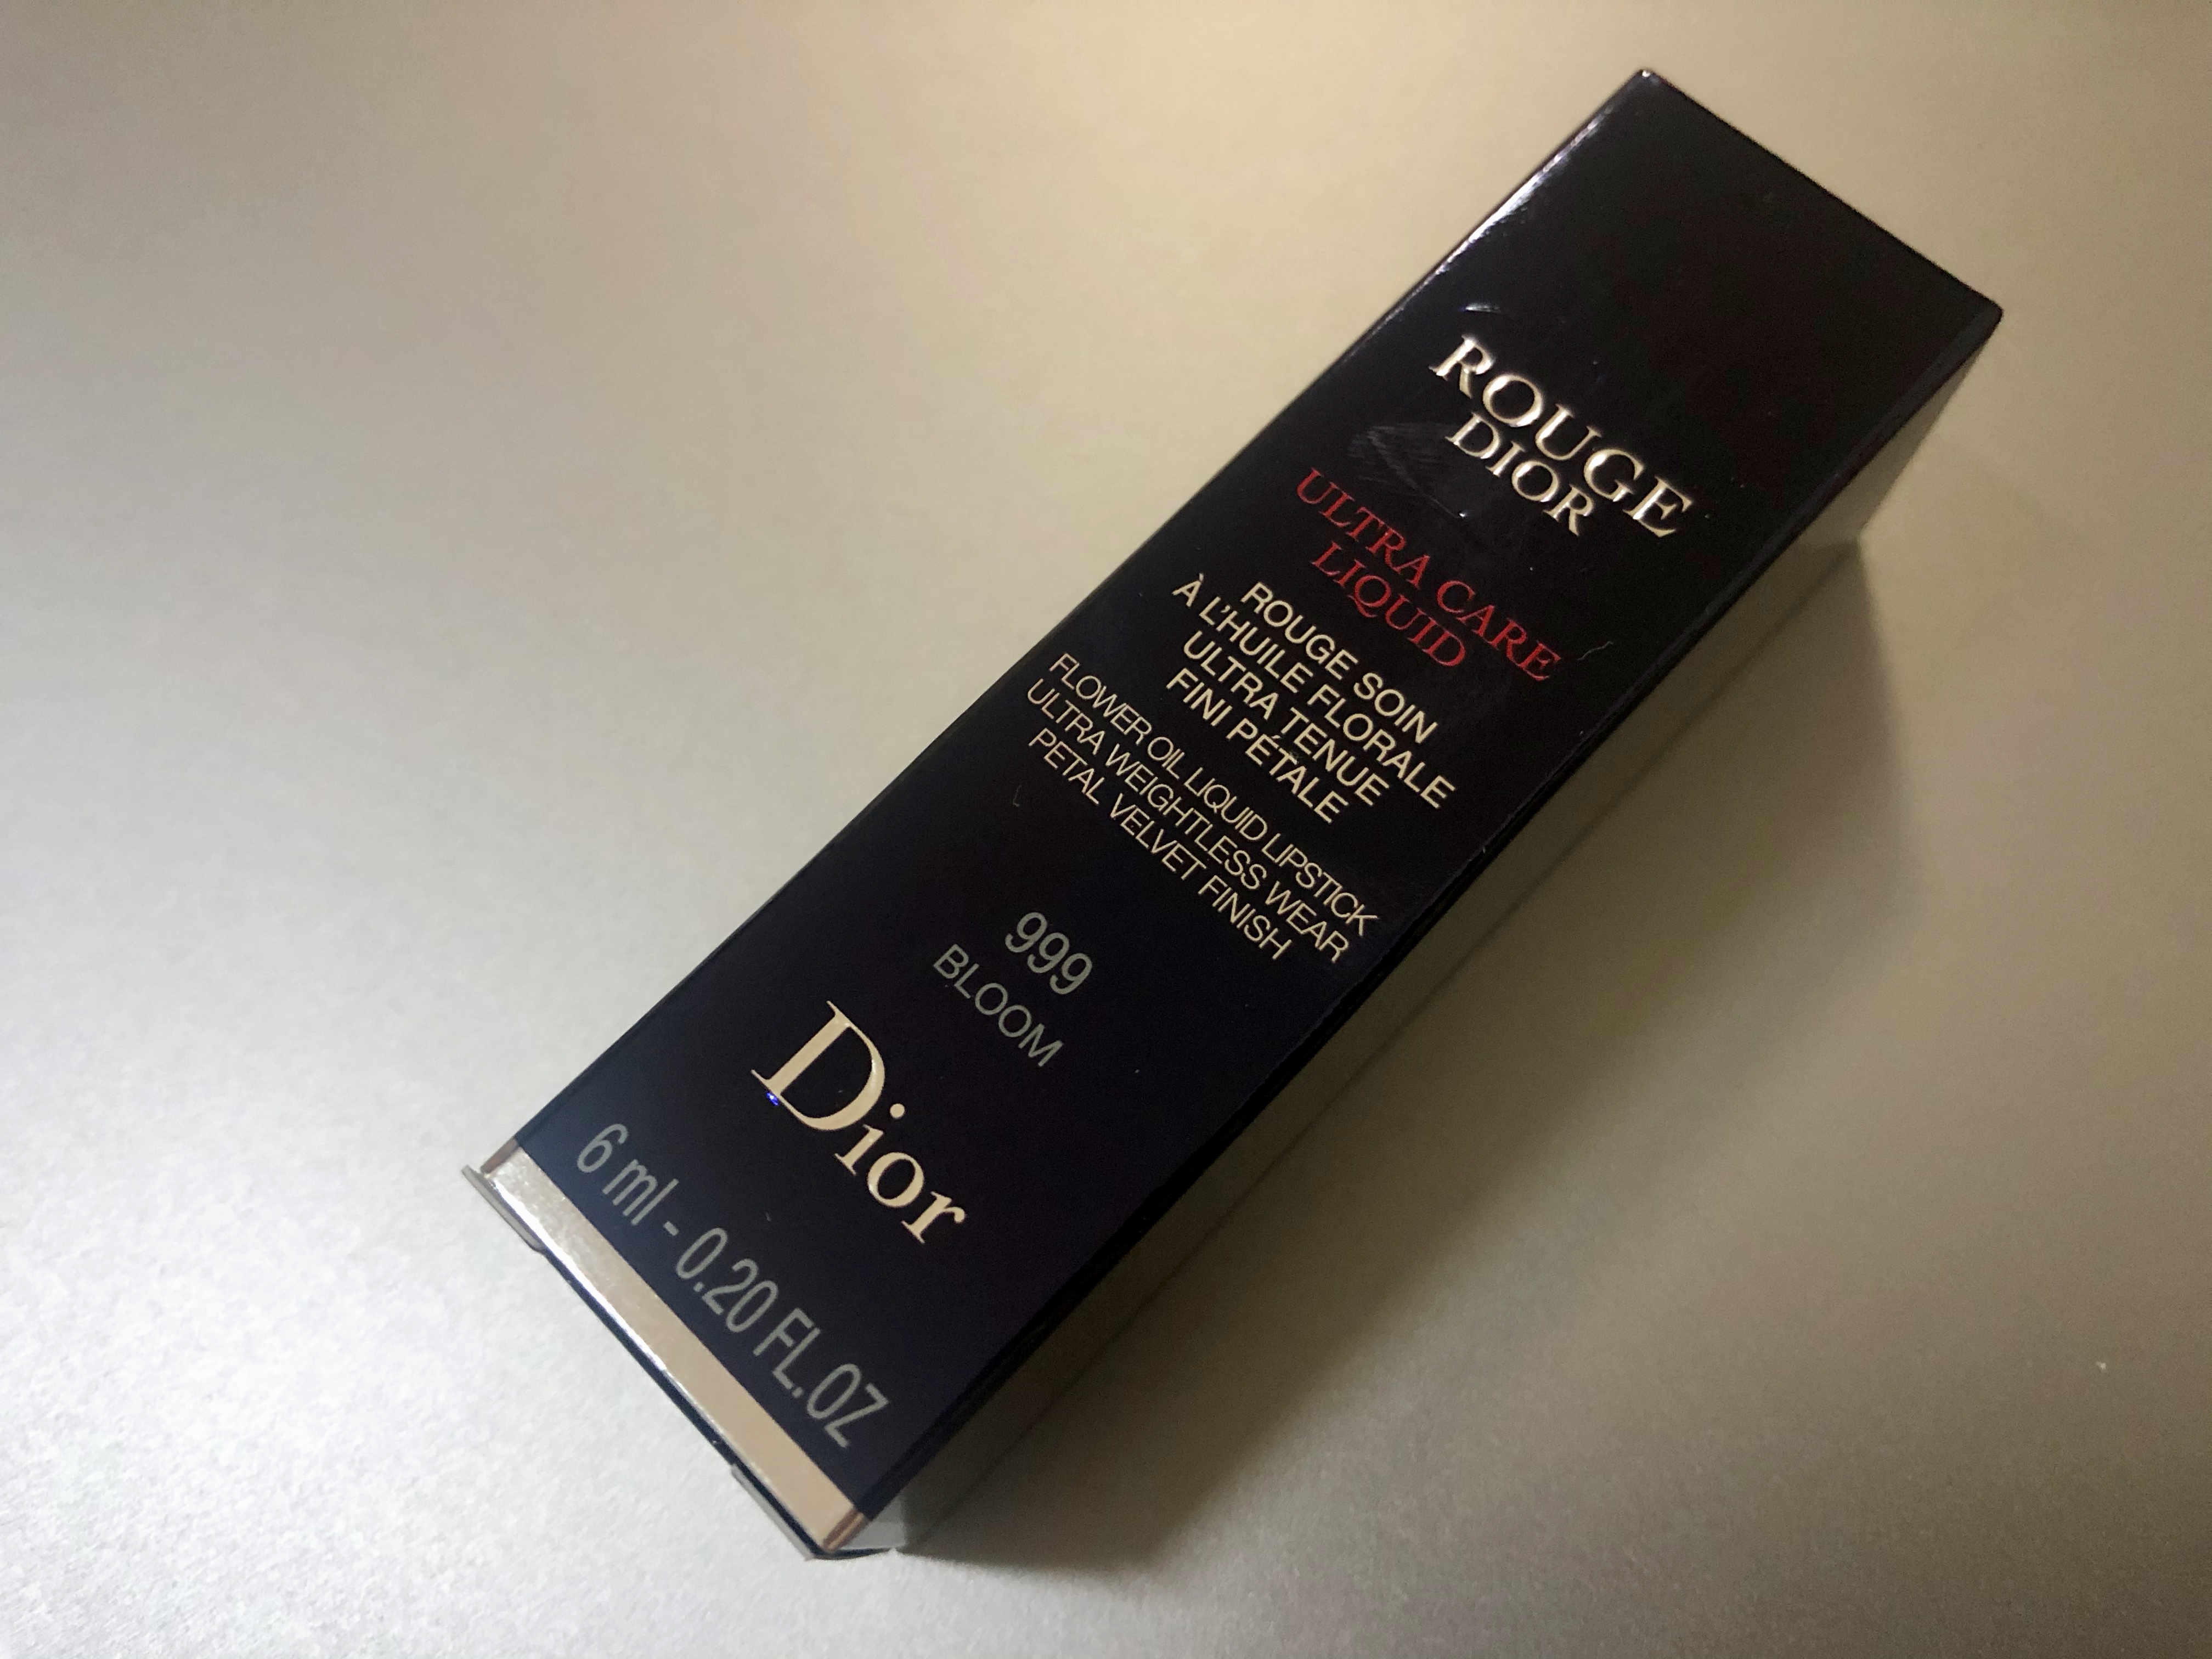 ROUGE
DIOR
ULTRA CARE
LIQUID
ROUGE SOIN
À L'HUILE FLORALE
ULTRA TENUE
FINI PÉTALE
FLOWER OIL LIQUID LIPSTICK
ULTRA WEIGHTLESS WEAR
PETAL VELVET FINISH
999
BLOOM
Dior
6 ml - 0.20 FL.OZ